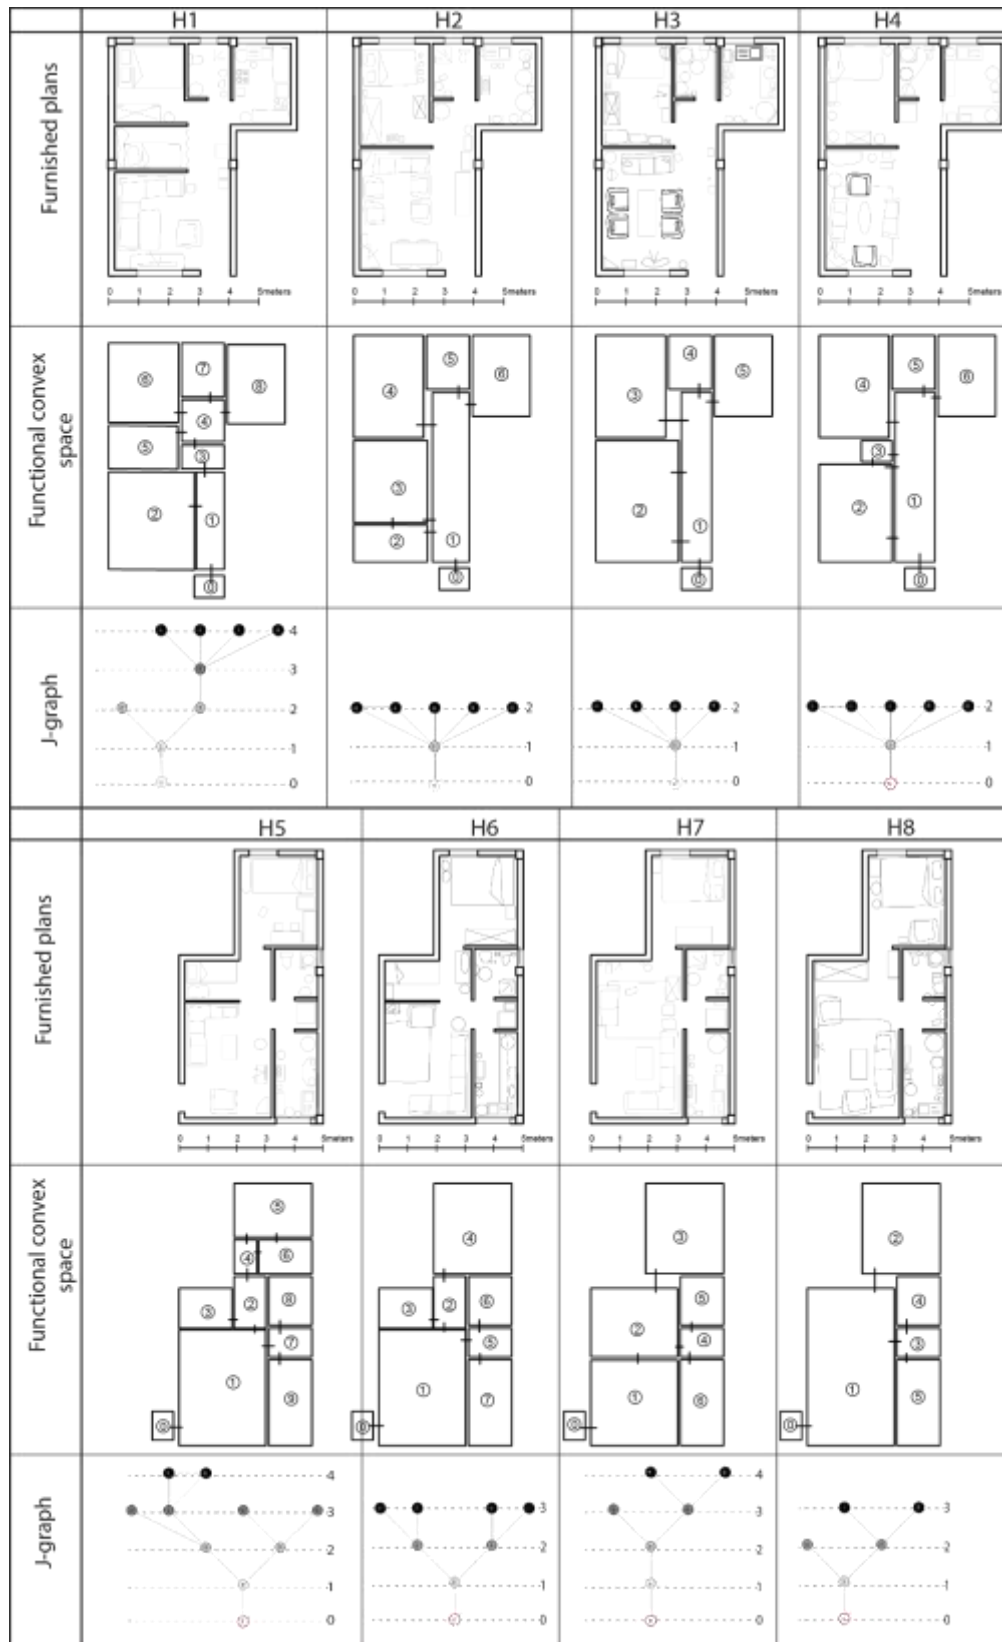 H1 H2 H3 H4
Furnished plans
0 1 2 3 4 5meters 0 1 2 3 4 5meters 0 1 2 3 4 5meters 0 1 2 3 4 5meters
Functional convex
space
⑥ ⑦ ⑧ ④ ⑤ ③ ② ① ⓪
⑤ ⑥ ④ ③ ② ① ⓪
④ ⑤ ③ ② ① ⓪
⑤ ⑥ ④ ③ ① ② ⓪
J-graph
4 3 2 1 0
2 1 0
2 1 0
2 1 0
H5 H6 H7 H8
Furnished plans
0 1 2 3 4 5meters 0 1 2 3 4 5meters 0 1 2 3 4 5meters 0 1 2 3 4 5meters
Functional convex
space
⑤ ④ ⑥ ③ ② ⑧ ⑦ ① ⑨ ⓪
④ ③ ② ⑥ ⑤ ① ⑦ ⓪
③ ② ⑤ ④ ① ⑥ ⓪
② ④ ③ ① ⑤ ⓪
J-graph
4 3 2 1 0
3 2 1 0
4 3 2 1 0
3 2 1 0